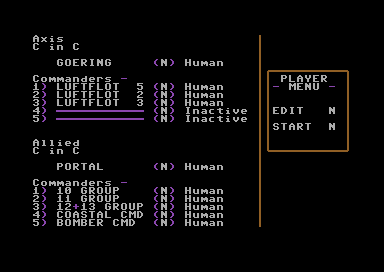 Axis
C in C
GOERING (N) Human
Commanders -
1) LUFTFLOT 5 (N) Human
2) LUFTFLOT 2 (N) Human
3) LUFTFLOT 3 (N) Human
4) (N) Inactive
5) (N) Inactive
Allied
C in C
PORTAL (N) Human
Commanders -
1) 10 GROUP (N) Human
2) 11 GROUP (N) Human
3) 12+13 GROUP (N) Human
4) COASTAL CMD (N) Human
5) BOMBER CMD (N) Human
PLAYER
- MENU -
EDIT N
START N